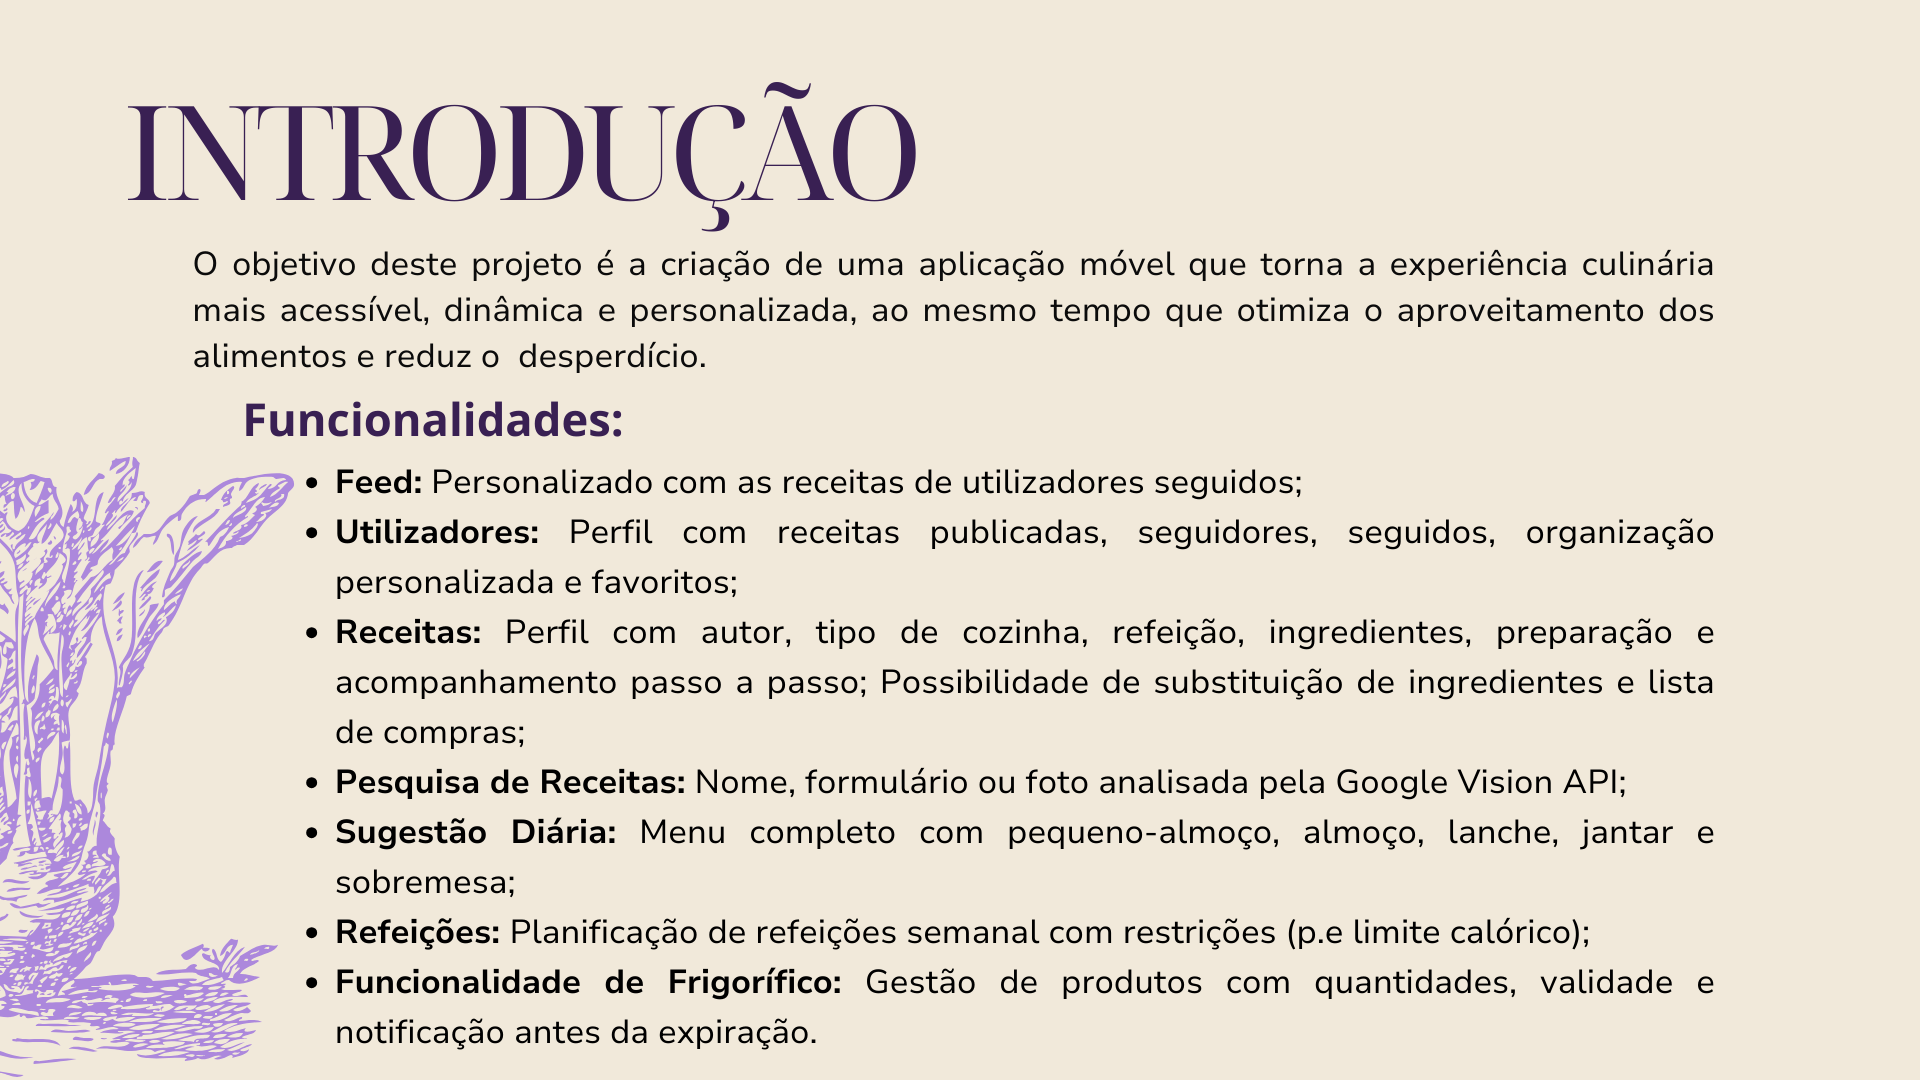 INTRODUÇÃO
O objetivo deste projeto é a criação de uma aplicação móvel que torna a experiência culinária
mais acessível, dinâmica e personalizada, ao mesmo tempo que otimiza o aproveitamento dos
alimentos e reduz o  desperdício.
Funcionalidades:
• Feed: Personalizado com as receitas de utilizadores seguidos;
• Utilizadores: Perfil com receitas publicadas, seguidores, seguidos, organização
personalizada e favoritos;
• Receitas: Perfil com autor, tipo de cozinha, refeição, ingredientes, preparação e
acompanhamento passo a passo; Possibilidade de substituição de ingredientes e lista
de compras;
• Pesquisa de Receitas: Nome, formulário ou foto analisada pela Google Vision API;
• Sugestão Diária: Menu completo com pequeno-almoço, almoço, lanche, jantar e
sobremesa;
• Refeições: Planificação de refeições semanal com restrições (p.e limite calórico);
• Funcionalidade de Frigorífico: Gestão de produtos com quantidades, validade e
notificação antes da expiração.